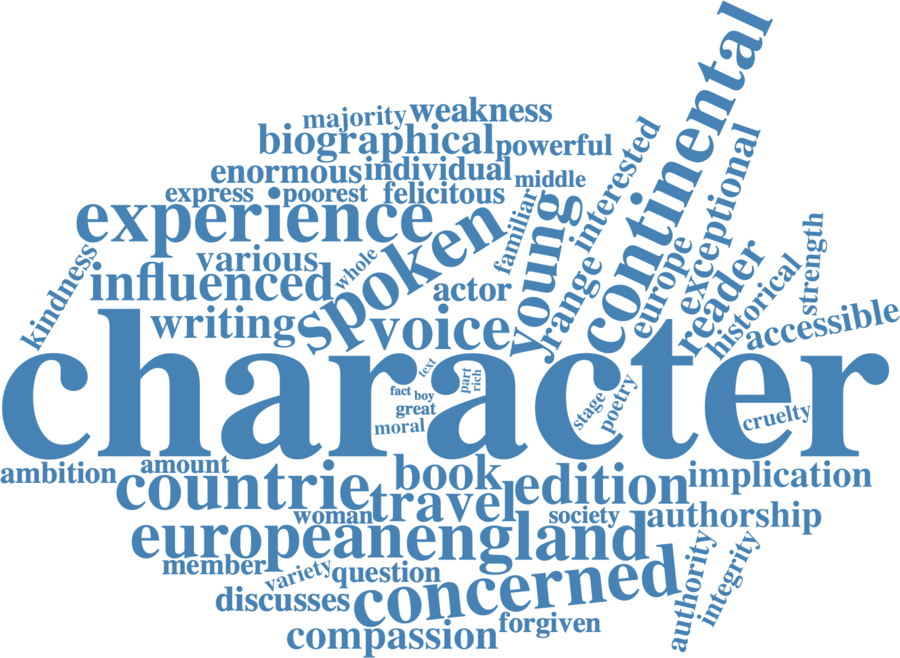 continental
majority weakness
biographical powerful
enormous individual
interested
exceptional
express poorest felicitous middle
experience
spoken
familiar
young
kindness
various
whole
influenced
actor
range
europe
reader
historical
strength
writing
voice
accessible
character
text
fact boy
part
rich
great
moral
stage
poetry
cruelty
ambition amount
book
countrie
travel
edition
implication
woman
society
authorship
european england
member
variety question
discusses
concerned
authority
integrity
forgiven
compassion